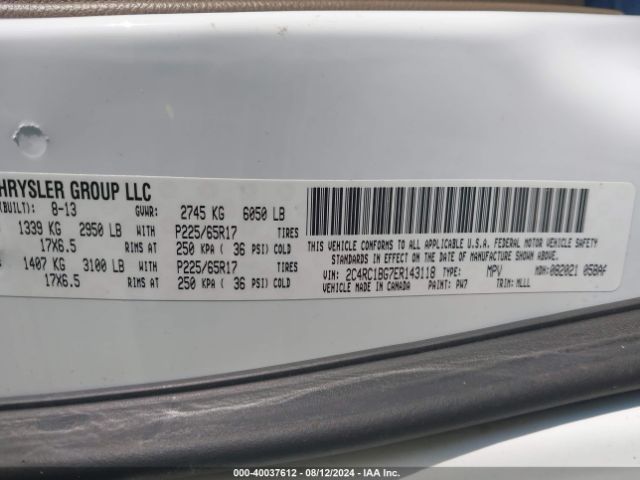 HRYSLER GROUP LLC
(BUILT): 8-13 GVWR: 2745 KG 6050 LB
1339 KG 2950 LB WITH P225/65R17 TIRES
17X6.5 RIMS AT 250 KPA ( 36 PSI) COLD
1407 KG 3100 LB WITH P225/65R17 TIRES
17X6.5 RIMS AT 250 KPA ( 36 PSI) COLD
THIS VEHICLE CONFORMS TO ALL APPLICABLE U.S.A. FEDERAL MOTOR VEHICLE SAFETY
STANDARDS IN EFFECT ON THE DATE OF MANUFACTURE SHOWN ABOVE.
VIN: 2C4RC1BG7ER143118 TYPE: MPV MDH: 082021 058AF
VEHICLE MADE IN CANADA PAINT: PW7 TRIM: MLLL
000-40037612 - 08/12/2024 - IAA Inc.